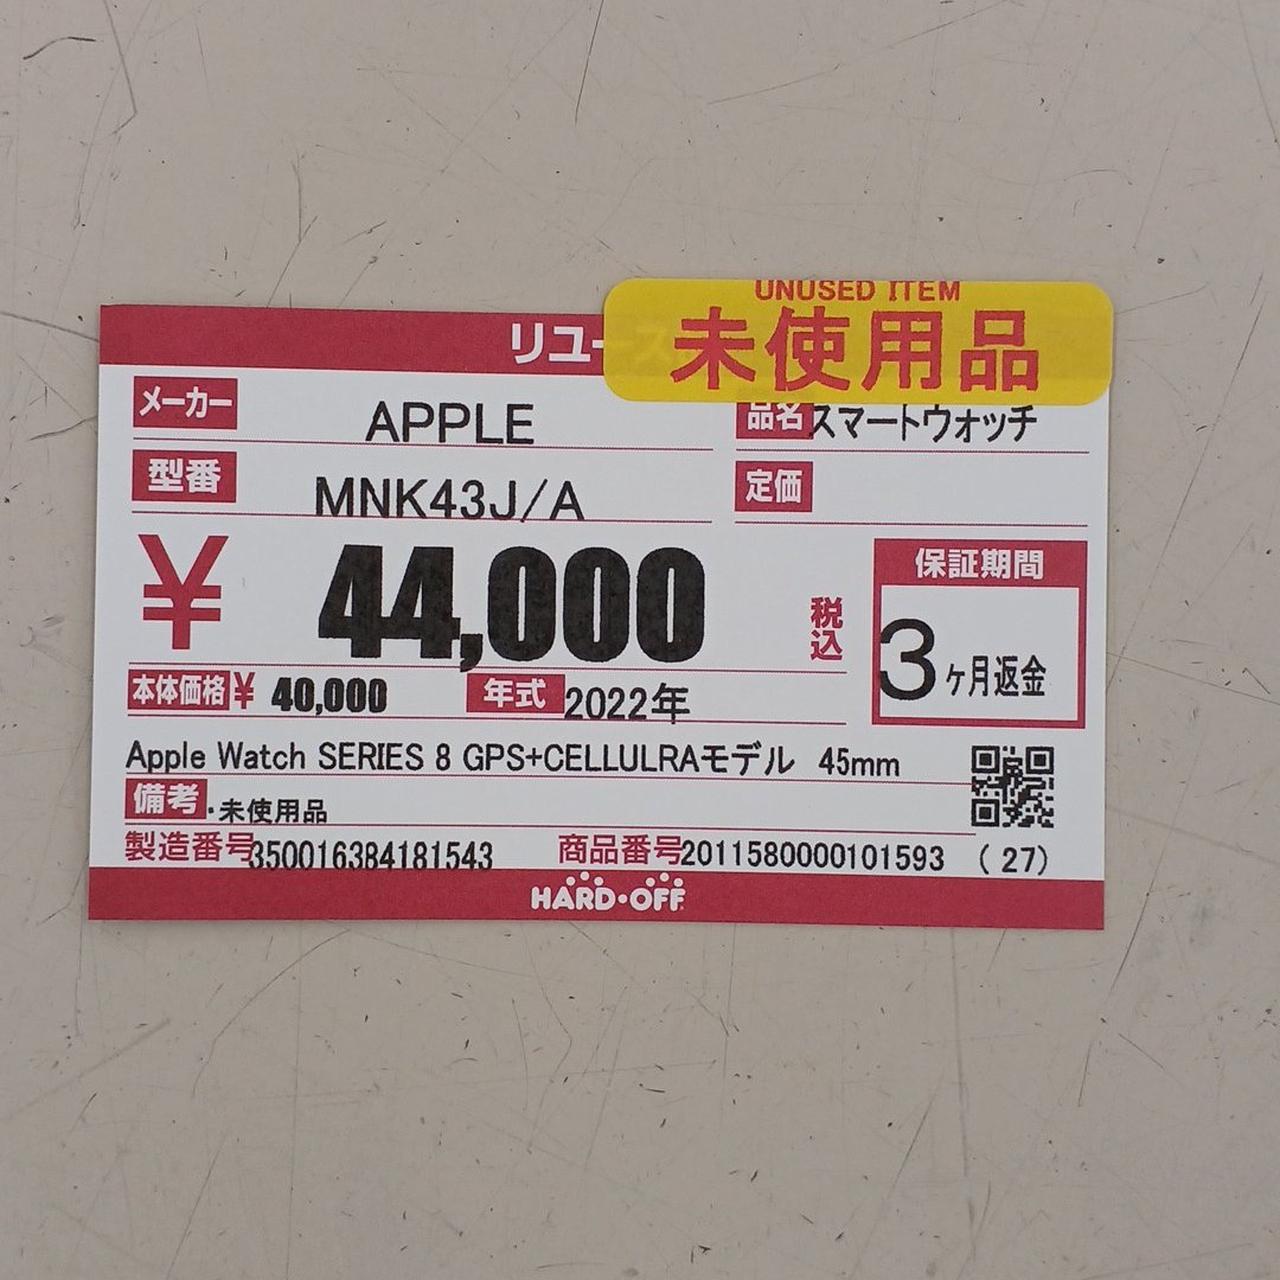 UNUSED ITEM
未使用品
リユース
メーカー APPLE 品名 スマートウォッチ
型番 MNK43J/A 定価
¥ 44,000 税込
保証期間
3ヶ月返金
本体価格 ¥ 40,000 年式 2022年
Apple Watch SERIES 8 GPS+CELLULRAモデル 45mm
備考 ・未使用品
製造番号 350016384181543 商品番号 2011580000101593 (27)
HARD・OFF